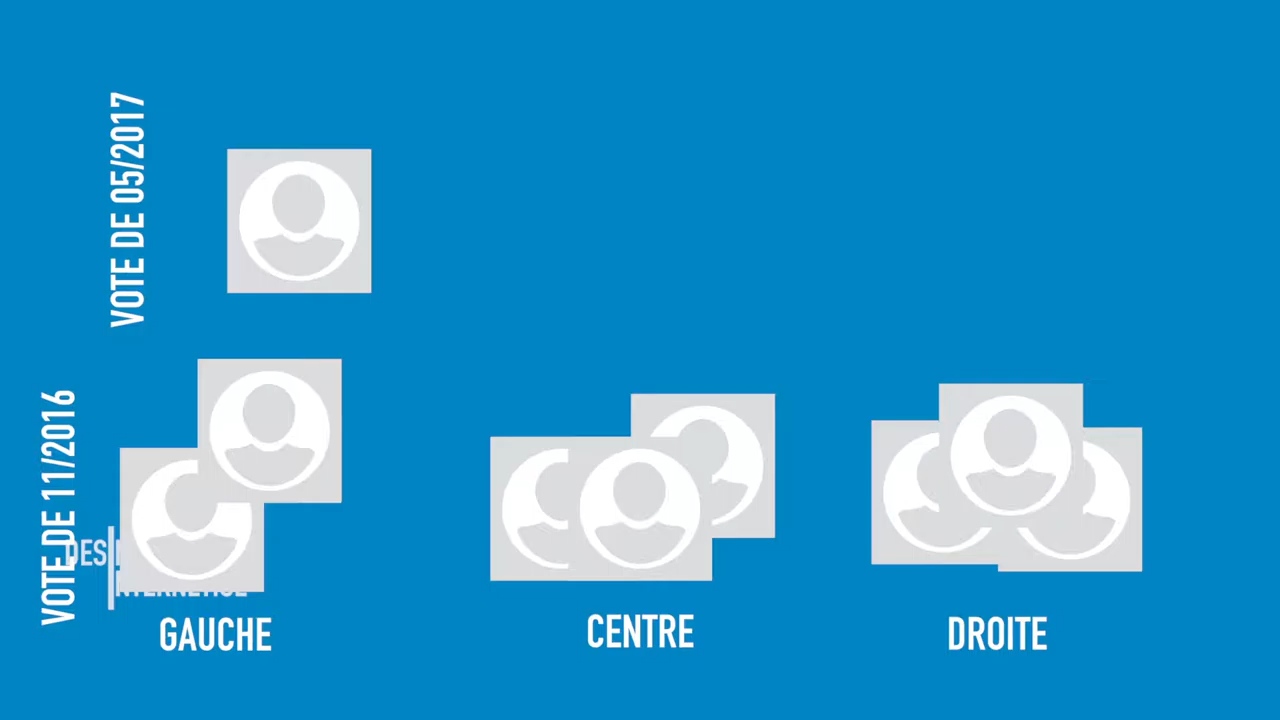 VOTE DE 05/2017
VOTE DE 11/2016
DES
GAUCHE
CENTRE
DROITE